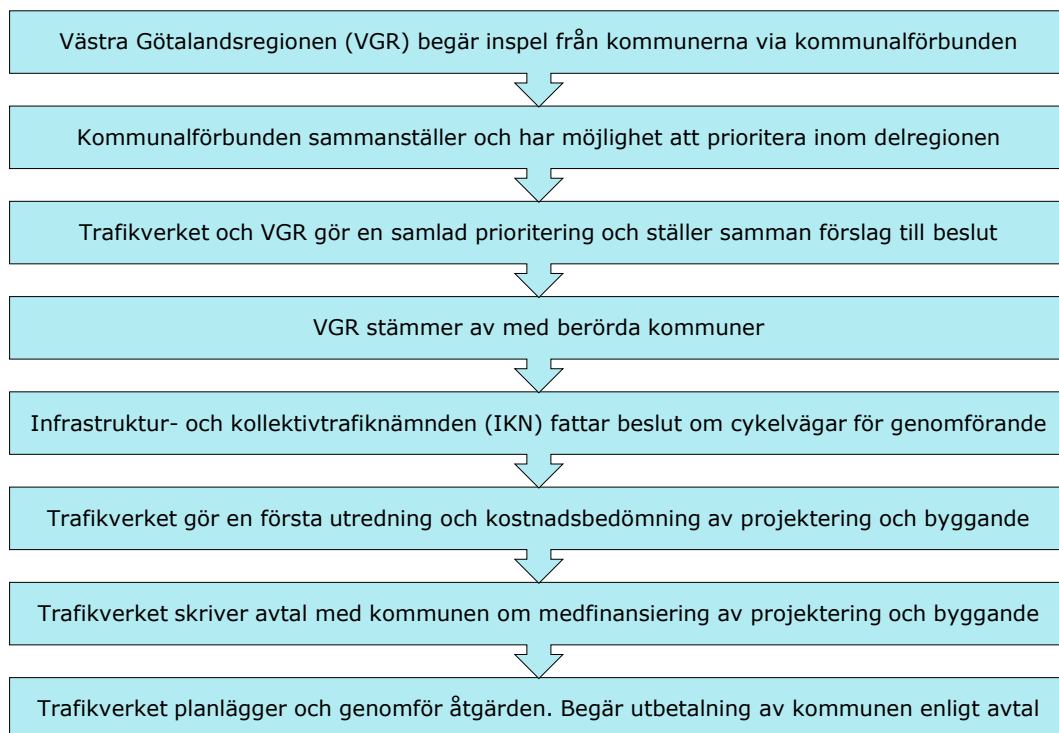 Västra Götalandsregionen (VGR) begär inspel från kommunerna via kommunalförbunden
Kommunalförbunden sammanställer och har möjlighet att prioritera inom delregionen
Trafikverket och VGR gör en samlad prioritering och ställer samman förslag till beslut
VGR stämmer av med berörda kommuner
Infrastruktur- och kollektivtrafiknämnden (IKN) fattar beslut om cykelvägar för genomförande
Trafikverket gör en första utredning och kostnadsbedömning av projektering och byggande
Trafikverket skriver avtal med kommunen om medfinansiering av projektering och byggande
Trafikverket planlägger och genomför åtgärden. Begär utbetalning av kommunen enligt avtal